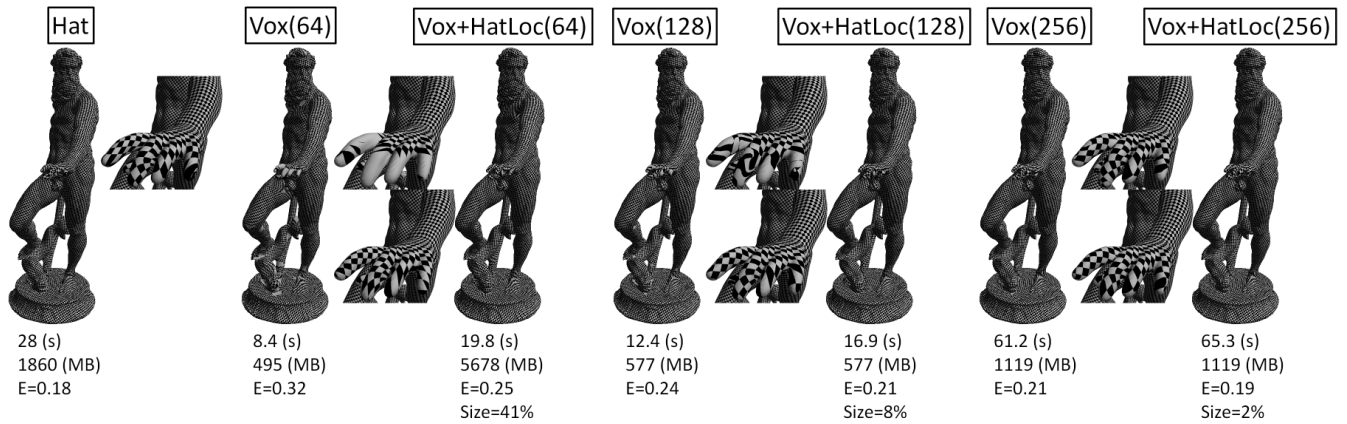 Hat
Vox(64)
Vox+HatLoc(64)
Vox(128)
Vox+HatLoc(128)
Vox(256)
Vox+HatLoc(256)
28 (s)
1860 (MB)
E=0.18
8.4 (s)
495 (MB)
E=0.32
19.8 (s)
5678 (MB)
E=0.25
Size=41%
12.4 (s)
577 (MB)
E=0.24
16.9 (s)
577 (MB)
E=0.21
Size=8%
61.2 (s)
1119 (MB)
E=0.21
65.3 (s)
1119 (MB)
E=0.19
Size=2%